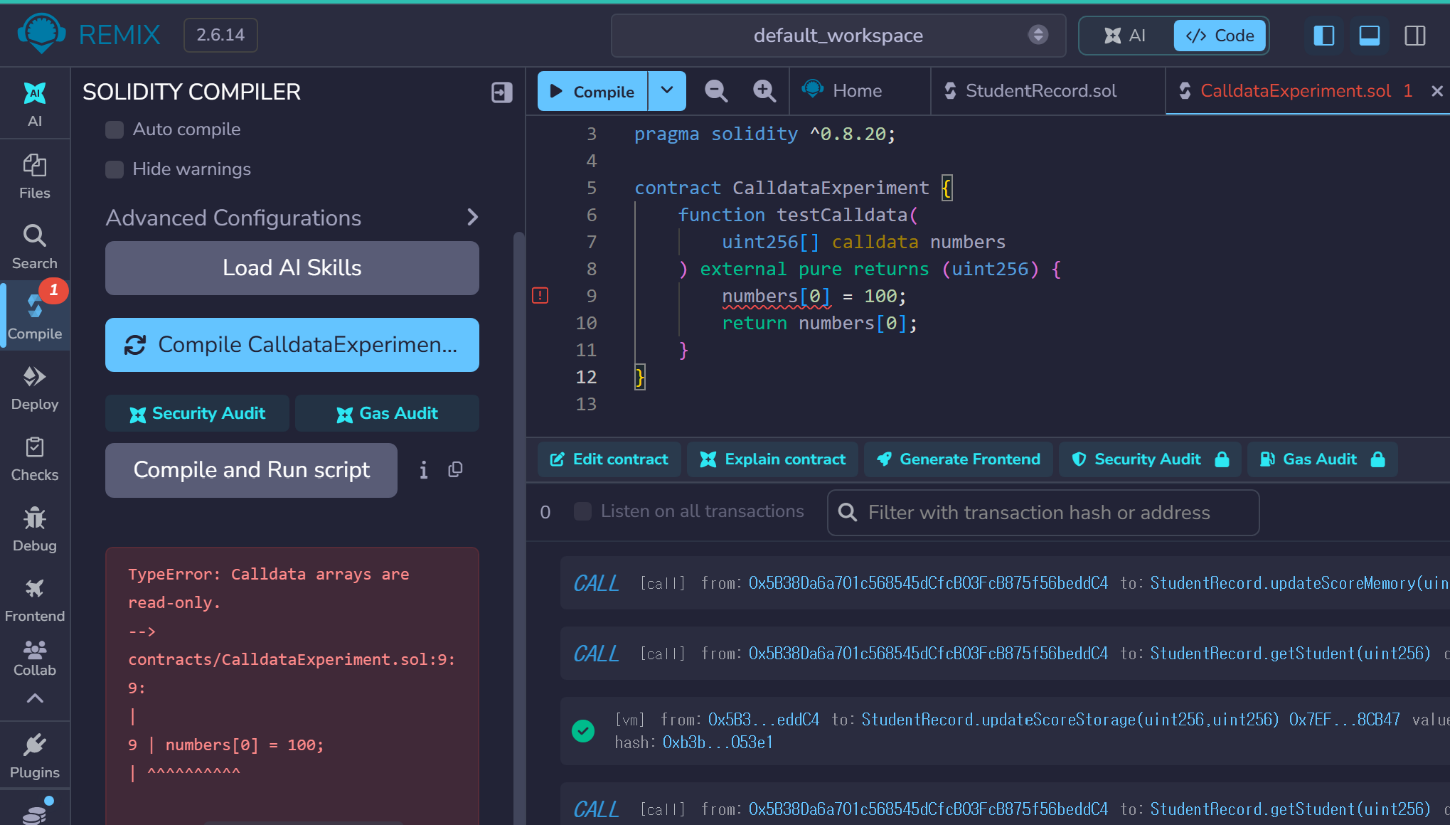 REMIX
2.6.14
default_workspace
AI
</> Code
AI
Files
Search
1
Compile
Deploy
Checks
Debug
Frontend
Collab
Plugins
SOLIDITY COMPILER
Auto compile
Hide warnings
Advanced Configurations
Load AI Skills
Compile CalldataExperimen...
Security Audit
Gas Audit
Compile and Run script
TypeError: Calldata arrays are
read-only.
-->
contracts/CalldataExperiment.sol:9:
9:
|
9 | numbers[0] = 100;
| ^^^^^^^^^^
Compile
Home
StudentRecord.sol
CalldataExperiment.sol 1
3 pragma solidity ^0.8.20;
4
5 contract CalldataExperiment {
6 function testCalldata(
7 uint256[] calldata numbers
8 ) external pure returns (uint256) {
9 numbers[0] = 100;
10 return numbers[0];
11 }
12 }
13
Edit contract
Explain contract
Generate Frontend
Security Audit
Gas Audit
0
Listen on all transactions
Filter with transaction hash or address
CALL [call] from: 0x5B38Da6a701c568545dCfcB03FcB875f56beddC4 to: StudentRecord.updateScoreMemory(uin
CALL [call] from: 0x5B38Da6a701c568545dCfcB03FcB875f56beddC4 to: StudentRecord.getStudent(uint256)
[vm] from: 0x5B3...eddC4 to: StudentRecord.updateScoreStorage(uint256,uint256) 0x7EF...8CB47 value
hash: 0xb3b...053e1
CALL [call] from: 0x5B38Da6a701c568545dCfcB03FcB875f56beddC4 to: StudentRecord.getStudent(uint256)